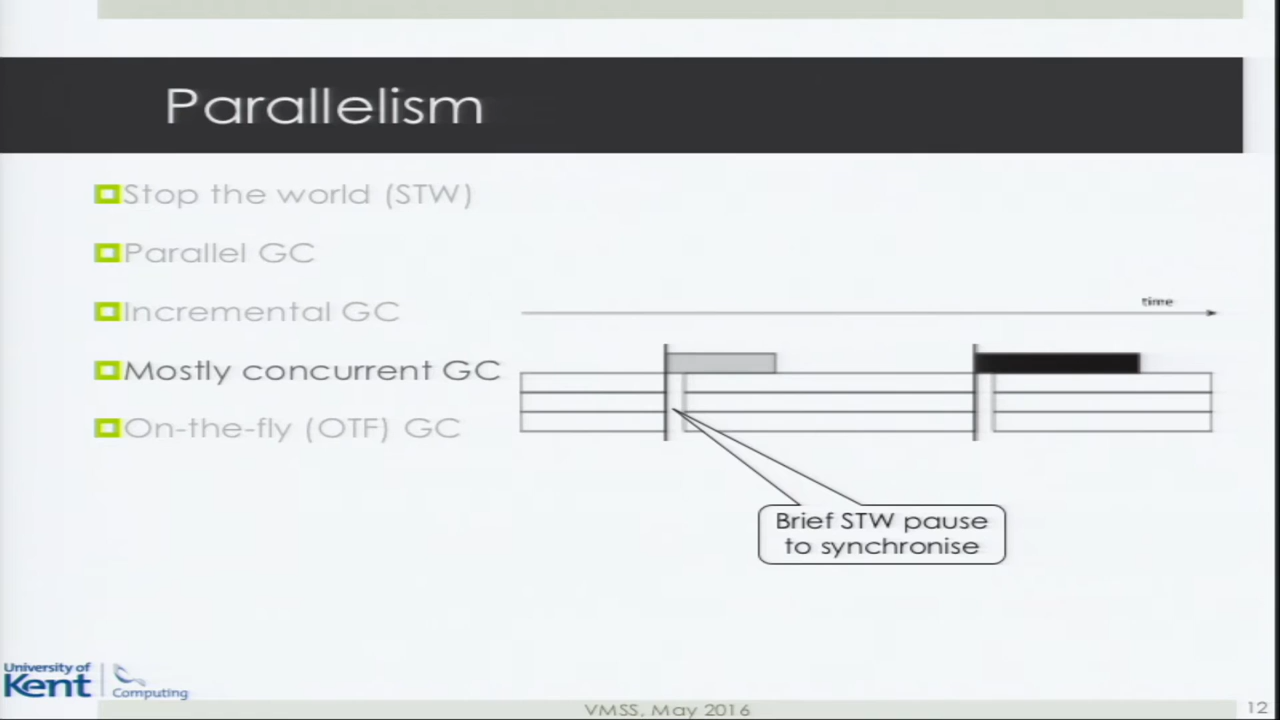 Parallelism
Stop the world (STW)
Parallel GC
Incremental GC
Mostly concurrent GC
On-the-fly (OTF) GC
time
Brief STW pause
to synchronise
University of
Kent
Computing
VMSS, May 2016
12